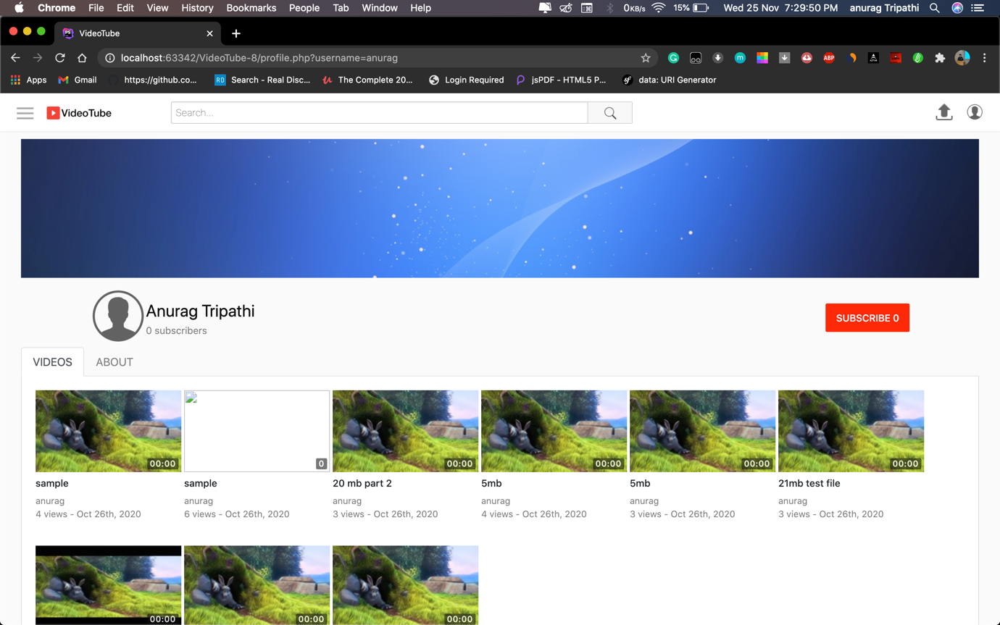 Chrome File Edit View History Bookmarks People Tab Window Help 0KB/s 15% Wed 25 Nov 7:29:50 PM anurag Tripathi
PS VideoTube
localhost:63342/VideoTube-8/profile.php?username=anurag
m ABP
Apps Gmail https://github.co... RD Search - Real Disc... The Complete 20... Login Required jsPDF - HTML5 P... sf data: URI Generator
VideoTube Search...
Anurag Tripathi
0 subscribers
SUBSCRIBE 0
VIDEOS ABOUT
00:00 0 00:00 00:00 00:00 00:00
sample sample 20 mb part 2 5mb 5mb 21mb test file
anurag anurag anurag anurag anurag anurag
4 views - Oct 26th, 2020 6 views - Oct 26th, 2020 3 views - Oct 26th, 2020 4 views - Oct 26th, 2020 3 views - Oct 26th, 2020 3 views - Oct 26th, 2020
00:00 00:00 00:00